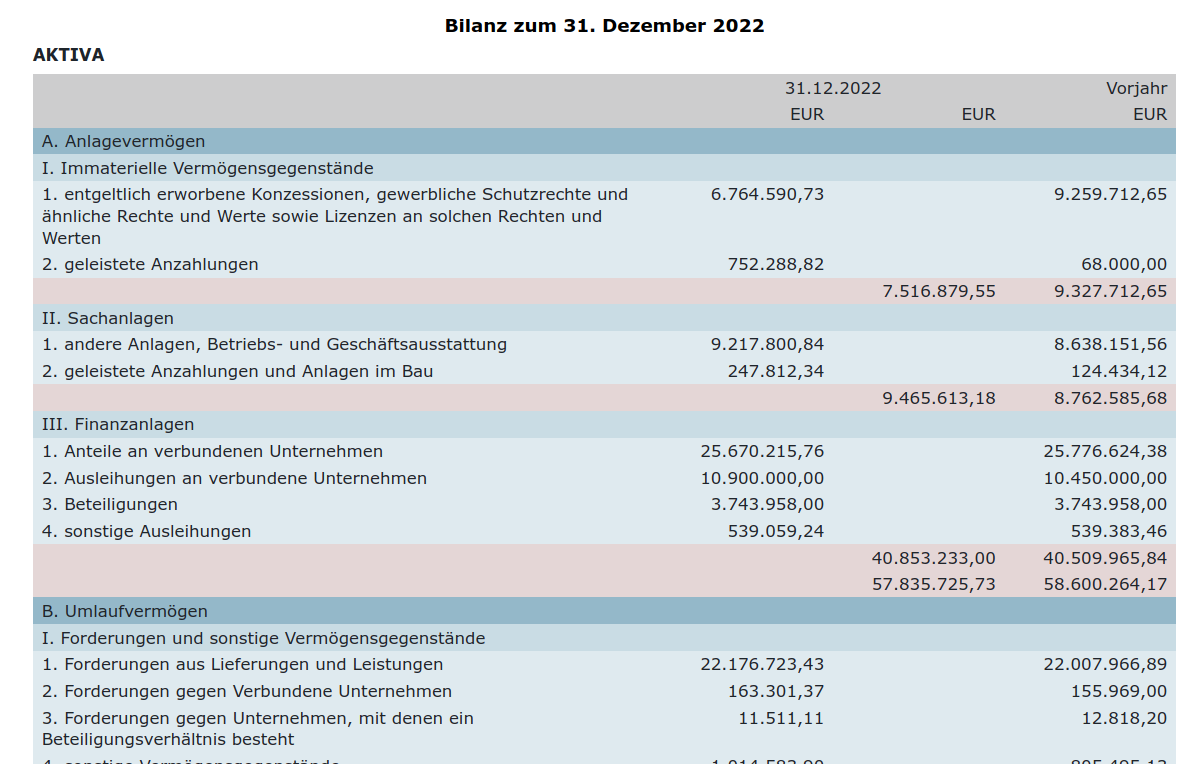 Bilanz zum 31. Dezember 2022
AKTIVA
31.12.2022 Vorjahr
EUR EUR EUR
A. Anlagevermögen
I. Immaterielle Vermögensgegenstände
1. entgeltlich erworbene Konzessionen, gewerbliche Schutzrechte und 6.764.590,73 9.259.712,65
ähnliche Rechte und Werte sowie Lizenzen an solchen Rechten und
Werten
2. geleistete Anzahlungen 752.288,82 68.000,00
7.516.879,55 9.327.712,65
II. Sachanlagen
1. andere Anlagen, Betriebs- und Geschäftsausstattung 9.217.800,84 8.638.151,56
2. geleistete Anzahlungen und Anlagen im Bau 247.812,34 124.434,12
9.465.613,18 8.762.585,68
III. Finanzanlagen
1. Anteile an verbundenen Unternehmen 25.670.215,76 25.776.624,38
2. Ausleihungen an verbundene Unternehmen 10.900.000,00 10.450.000,00
3. Beteiligungen 3.743.958,00 3.743.958,00
4. sonstige Ausleihungen 539.059,24 539.383,46
40.853.233,00 40.509.965,84
57.835.725,73 58.600.264,17
B. Umlaufvermögen
I. Forderungen und sonstige Vermögensgegenstände
1. Forderungen aus Lieferungen und Leistungen 22.176.723,43 22.007.966,89
2. Forderungen gegen Verbundene Unternehmen 163.301,37 155.969,00
3. Forderungen gegen Unternehmen, mit denen ein 11.511,11 12.818,20
Beteiligungsverhältnis besteht
4. sonstige Vermögensgegenstände